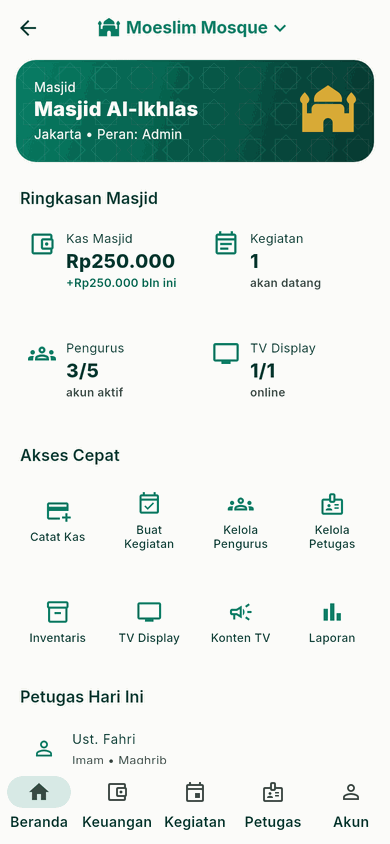 Moeslim Mosque
Masjid
Masjid Al-Ikhlas
Jakarta • Peran: Admin
Ringkasan Masjid
Kas Masjid
Rp250.000
+Rp250.000 bln ini
Kegiatan
1
akan datang
Pengurus
3/5
akun aktif
TV Display
1/1
online
Akses Cepat
Catat Kas
Buat
Kegiatan
Kelola
Pengurus
Kelola
Petugas
Inventaris
TV Display
Konten TV
Laporan
Petugas Hari Ini
Ust. Fahri
Imam • Maghrib
Beranda
Keuangan
Kegiatan
Petugas
Akun